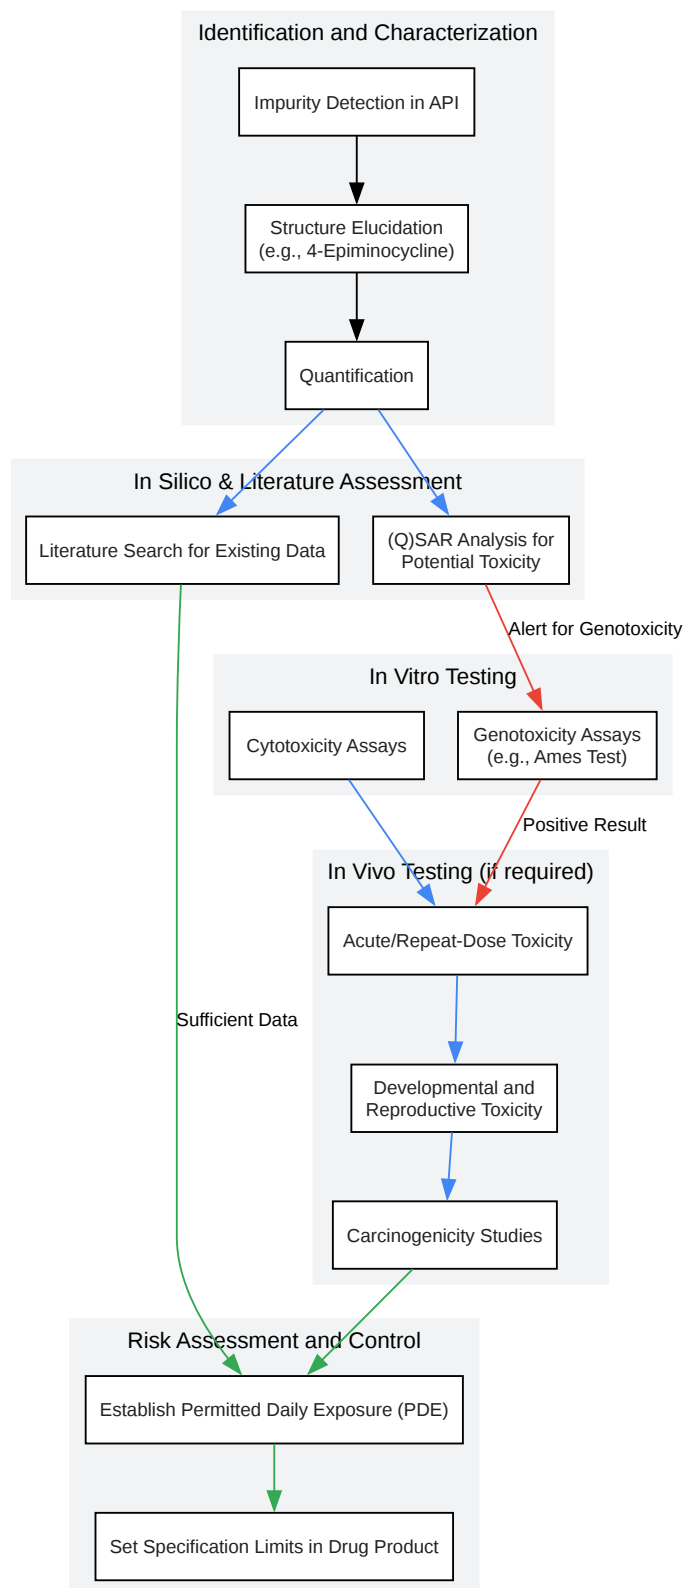 Identification and Characterization
Impurity Detection in API
Structure Elucidation
(e.g., 4-Epiminocycline)
Quantification
In Silico & Literature Assessment
Literature Search for Existing Data
(Q)SAR Analysis for
Potential Toxicity
Alert for Genotoxicity
In Vitro Testing
Cytotoxicity Assays
Genotoxicity Assays
(e.g., Ames Test)
Positive Result
In Vivo Testing (if required)
Acute/Repeat-Dose Toxicity
Sufficient Data
Developmental and
Reproductive Toxicity
Carcinogenicity Studies
Risk Assessment and Control
Establish Permitted Daily Exposure (PDE)
Set Specification Limits in Drug Product